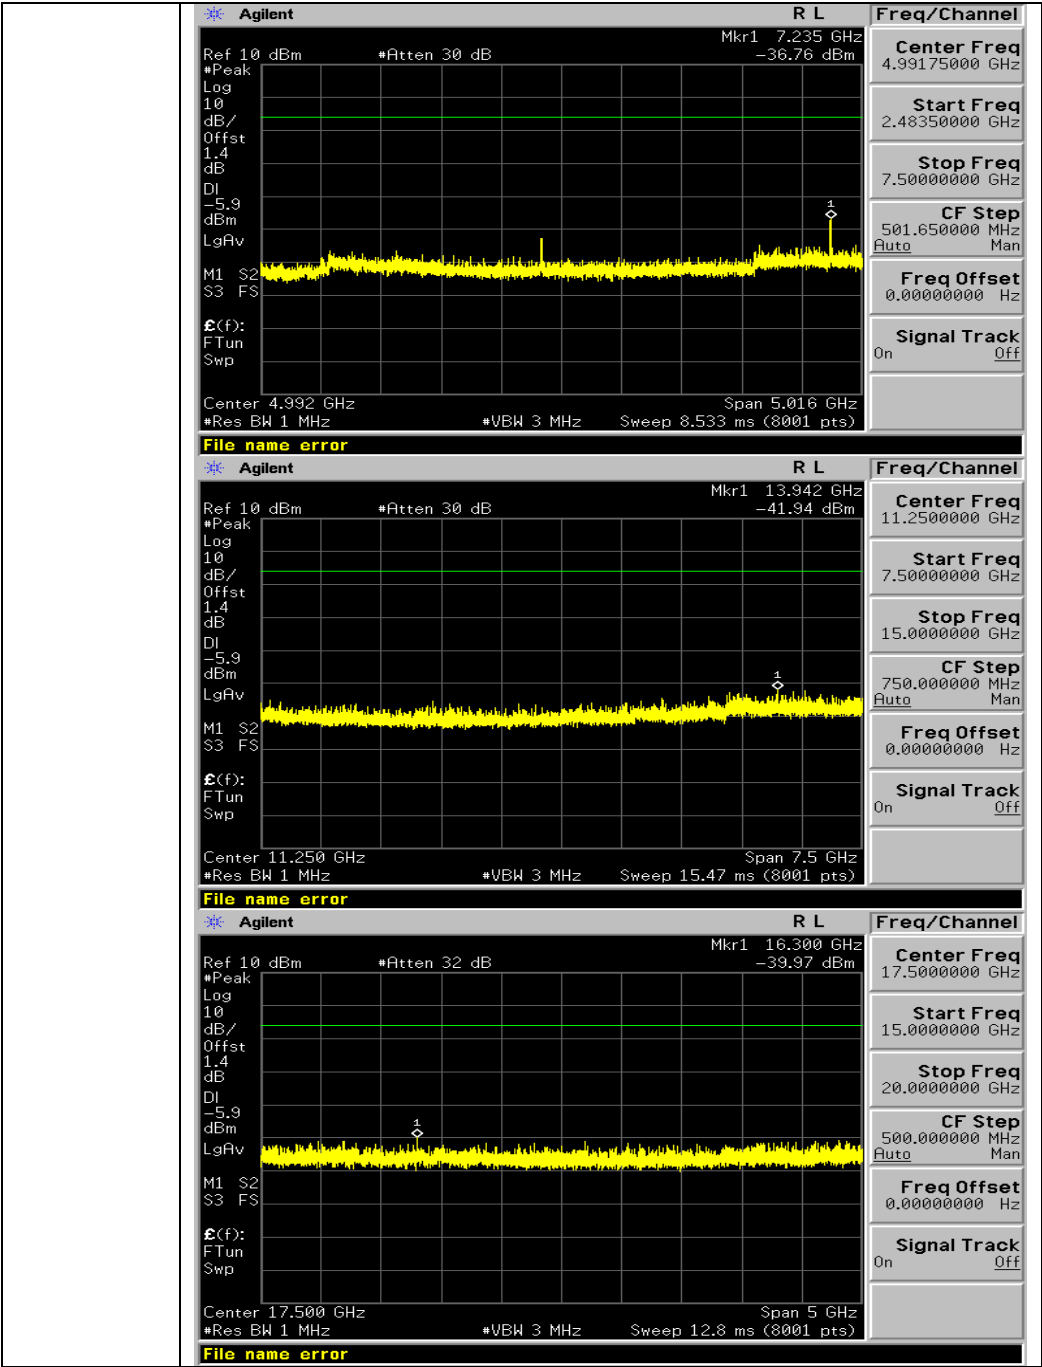 Agilent R L Freq/Channel
Mkr1 7.235 GHz
Ref 10 dBm #Atten 30 dB -36.76 dBm
#Peak
Log
10
dB/
Offst
1.4
dB
DI
-5.9
dBm
LgAv
M1 S2
S3 FS
£(f):
FTun
Swp
1
Center 4.992 GHz Span 5.016 GHz
#Res BW 1 MHz #VBW 3 MHz Sweep 8.533 ms (8001 pts)
File name error
Center Freq
4.99175000 GHz
Start Freq
2.48350000 GHz
Stop Freq
7.50000000 GHz
CF Step
501.650000 MHz
Auto Man
Freq Offset
0.00000000 Hz
Signal Track
On Off
Agilent R L Freq/Channel
Mkr1 13.942 GHz
Ref 10 dBm #Atten 30 dB -41.94 dBm
#Peak
Log
10
dB/
Offst
1.4
dB
DI
-5.9
dBm
LgAv
M1 S2
S3 FS
£(f):
FTun
Swp
1
Center 11.250 GHz Span 7.5 GHz
#Res BW 1 MHz #VBW 3 MHz Sweep 15.47 ms (8001 pts)
File name error
Center Freq
11.2500000 GHz
Start Freq
7.50000000 GHz
Stop Freq
15.0000000 GHz
CF Step
750.000000 MHz
Auto Man
Freq Offset
0.00000000 Hz
Signal Track
On Off
Agilent R L Freq/Channel
Mkr1 16.300 GHz
Ref 10 dBm #Atten 32 dB -39.97 dBm
#Peak
Log
10
dB/
Offst
1.4
dB
DI
-5.9
dBm
LgAv
M1 S2
S3 FS
£(f):
FTun
Swp
1
Center 17.500 GHz Span 5 GHz
#Res BW 1 MHz #VBW 3 MHz Sweep 12.8 ms (8001 pts)
File name error
Center Freq
17.5000000 GHz
Start Freq
15.0000000 GHz
Stop Freq
20.0000000 GHz
CF Step
500.000000 MHz
Auto Man
Freq Offset
0.00000000 Hz
Signal Track
On Off